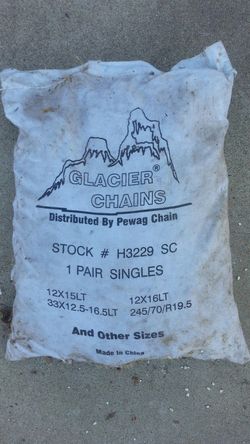 GLACIER®
CHAINS
Distributed By Pewag Chain
STOCK # H3229 SC
1 PAIR SINGLES
12X15LT 12X16LT
33X12.5-16.5LT 245/70/R19.5
And Other Sizes
Made in China